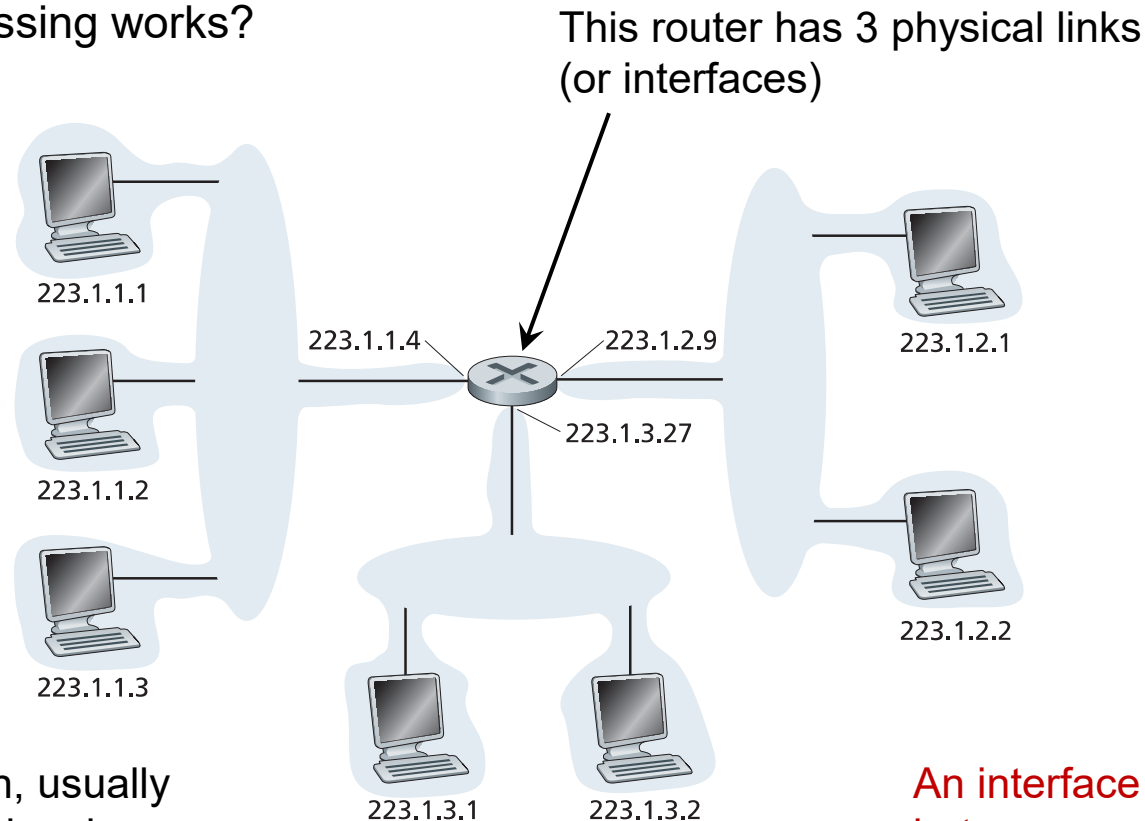 works?
This router has 3 physical links
(or interfaces)
223.1.1.1
223.1.1.4
223.1.2.9
223.1.2.1
223.1.3.27
223.1.1.2
223.1.2.2
223.1.1.3
usually
An interface
223.1.3.1
223.1.3.2